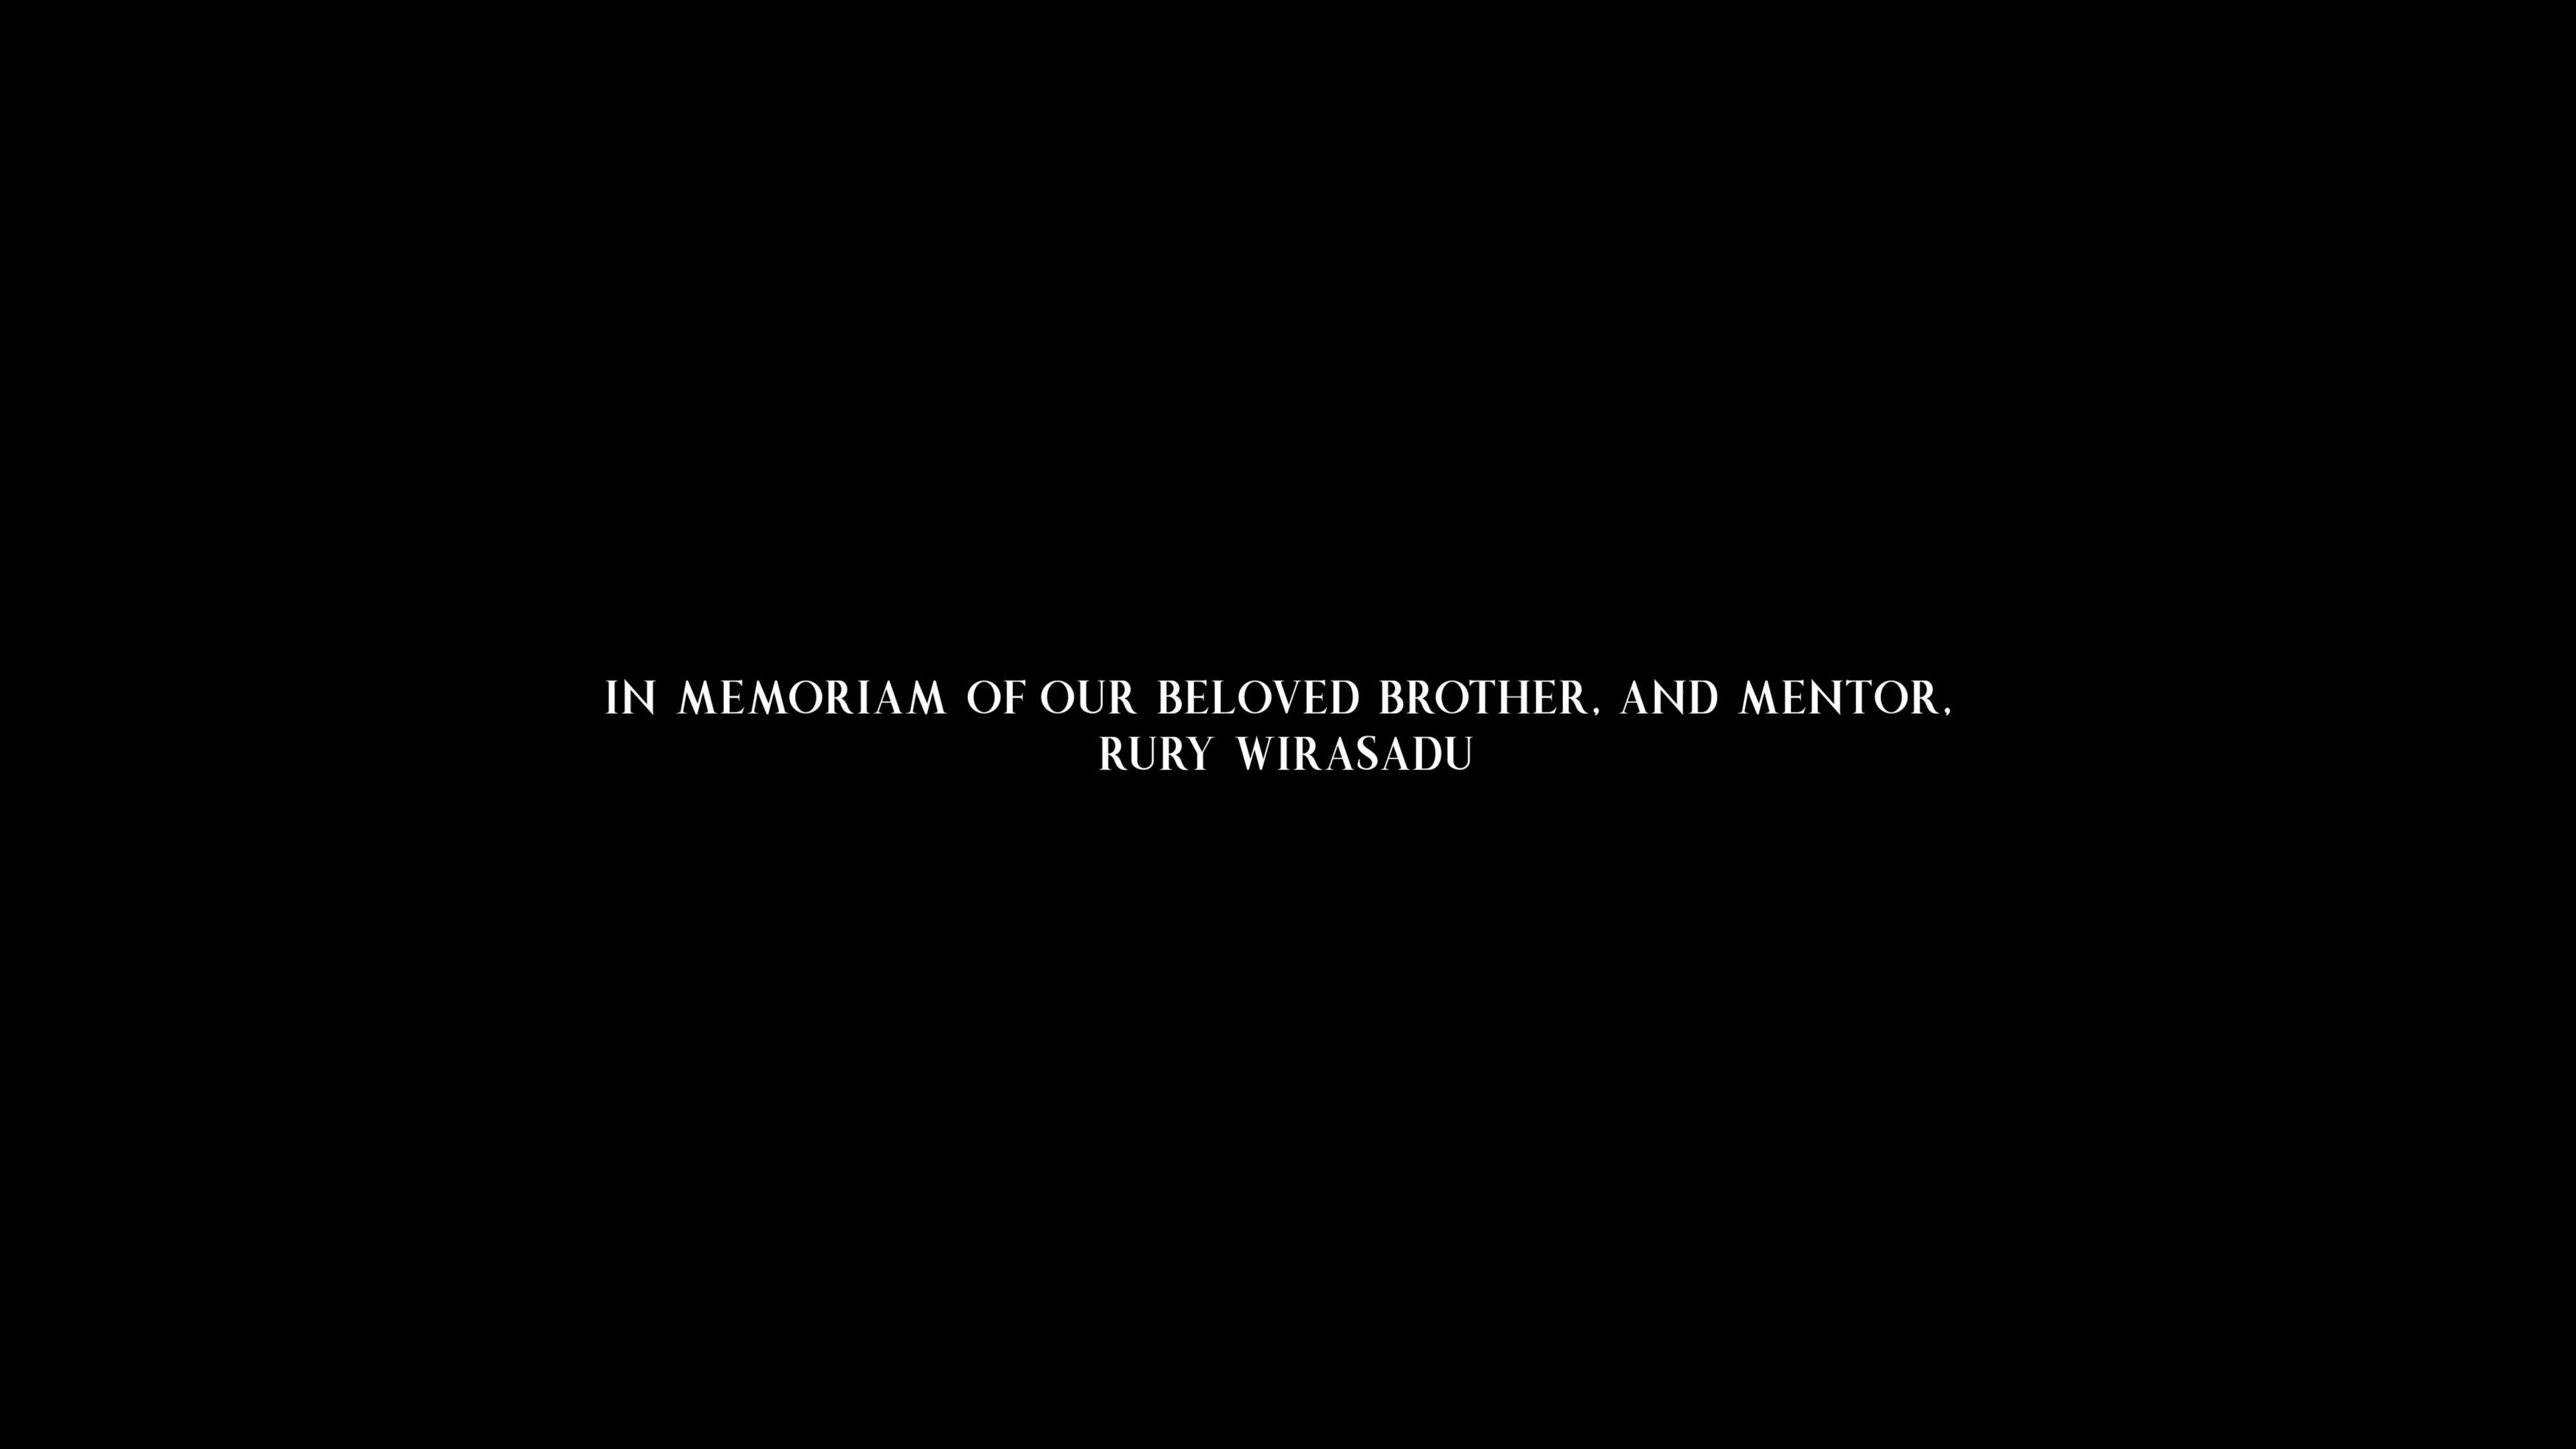 IN MEMORIAM OF OUR BELOVED BROTHER, AND MENTOR,
RURY WIRASADU